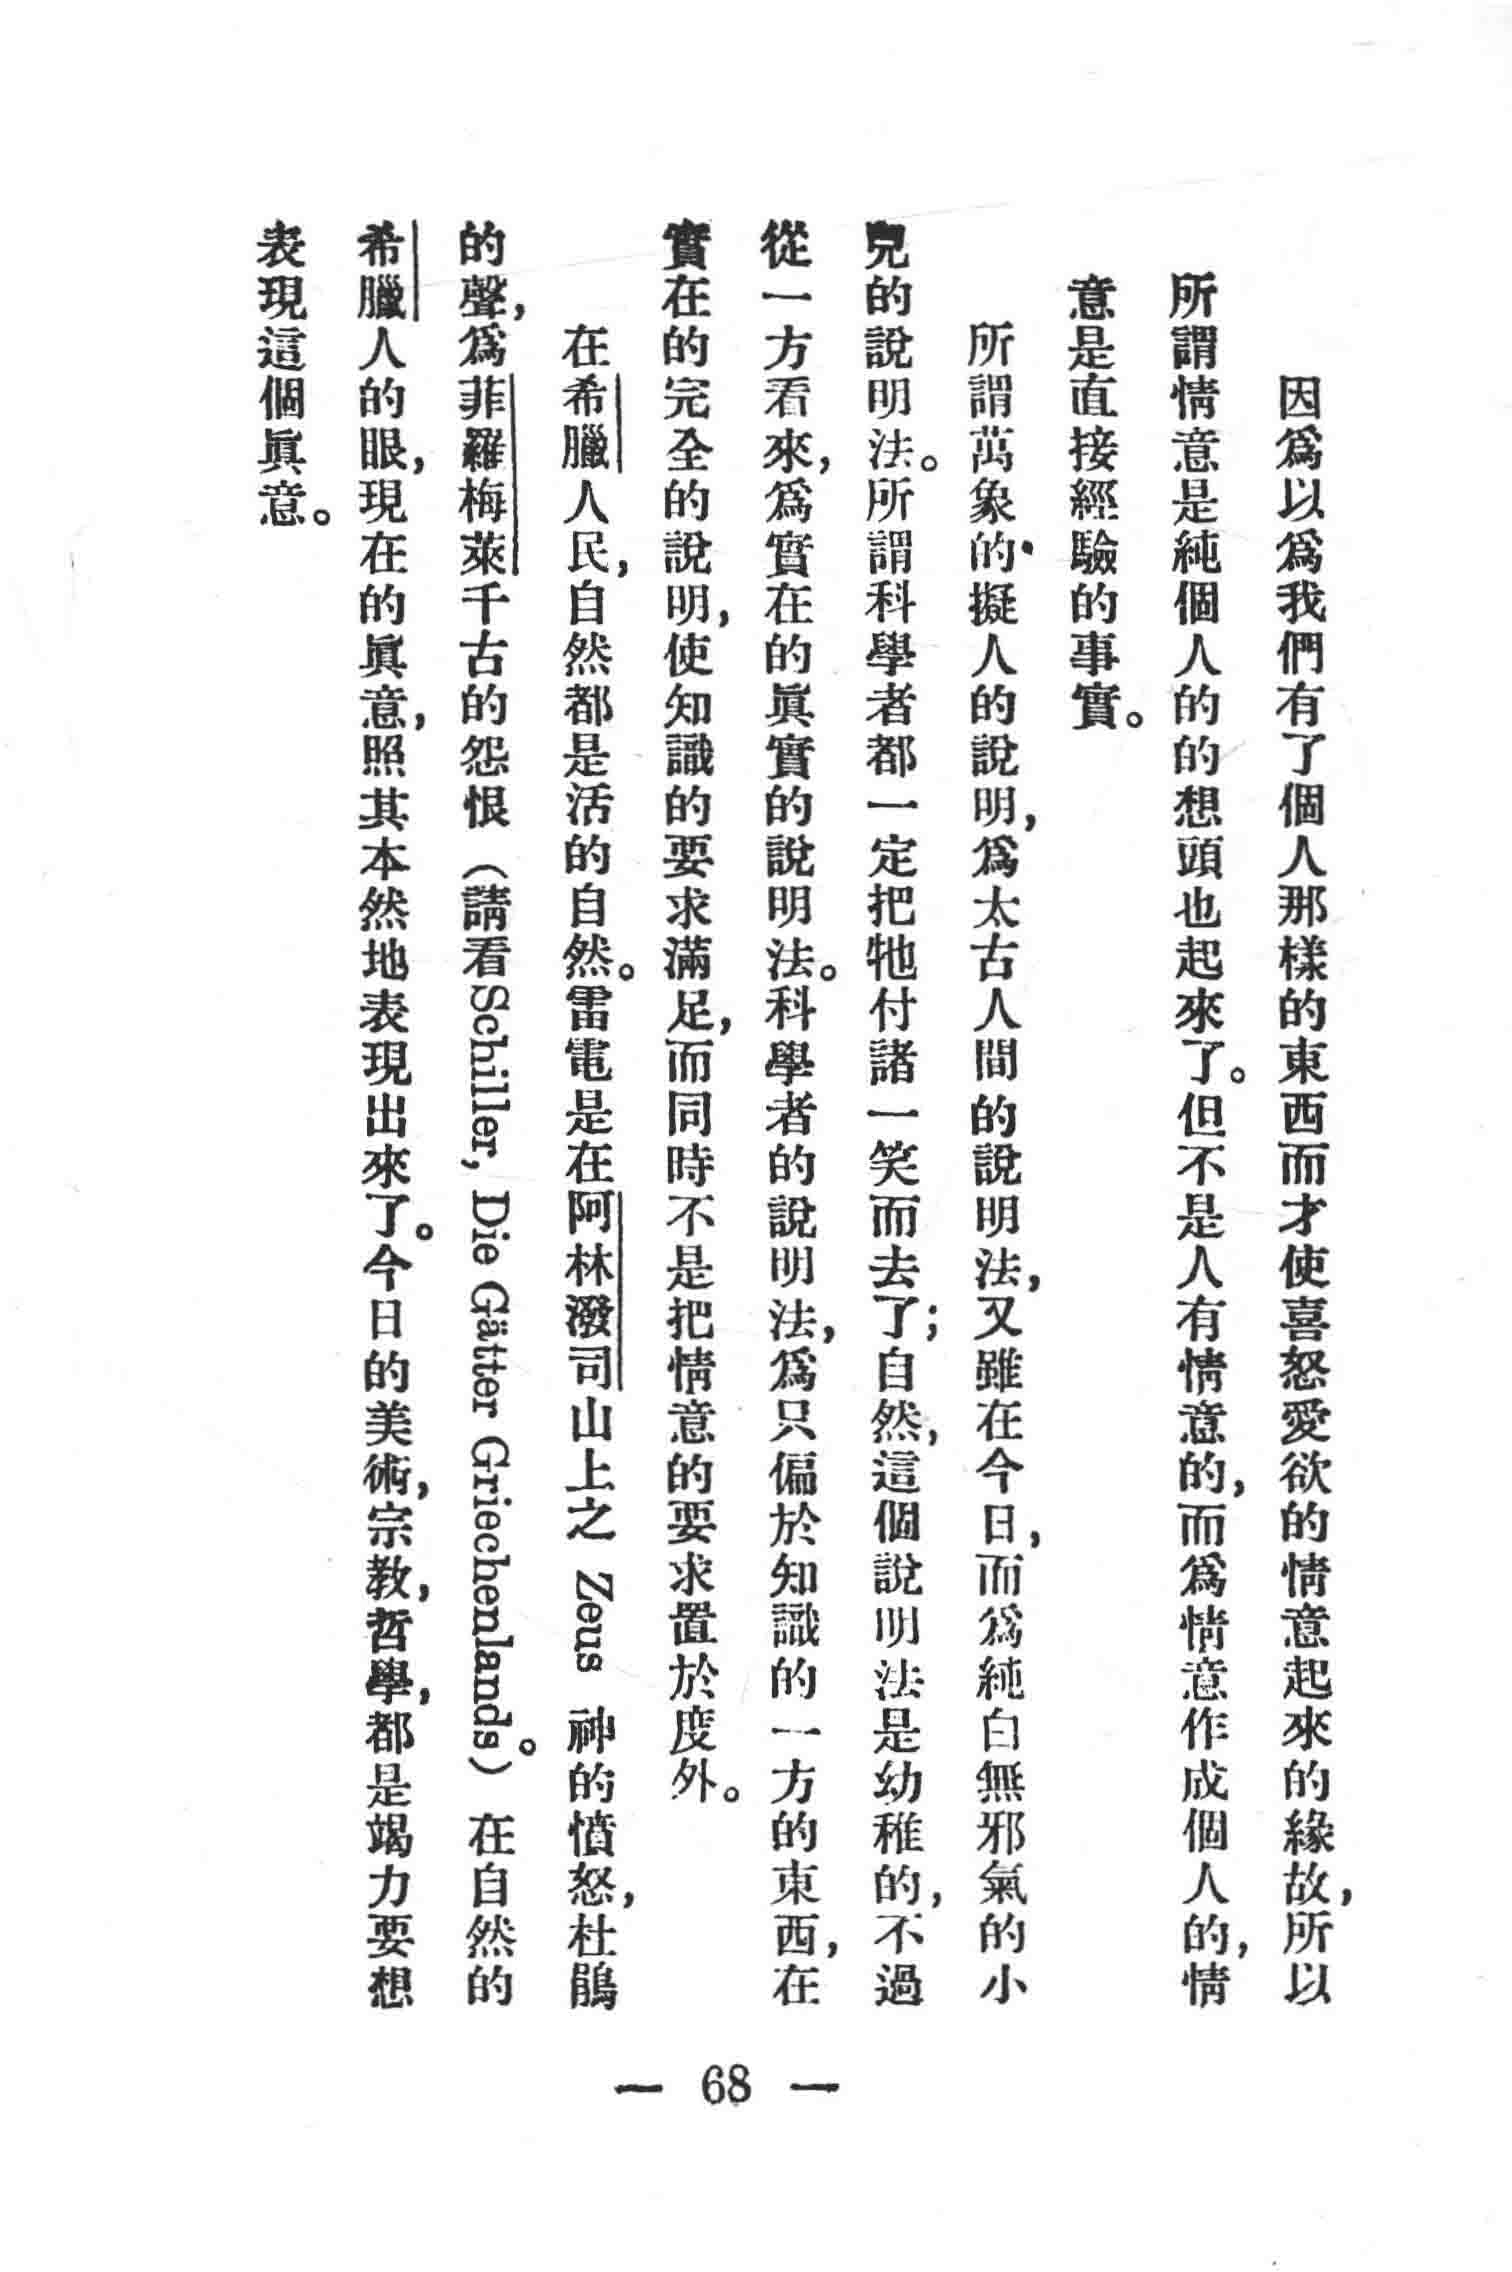 因爲以爲我們有了個人那樣的東西而才使喜怒愛欲的情意起來的緣故，所以
所謂情意是純個人的的想頭也起來了。但不是人有情意的，而爲情意作成個人的，情
意是直接經驗的事實。
所謂萬象的擬人的說明，爲太古人間的說明法，又雖在今日，而爲純白無邪氣的小
兒的說明法。所謂科學者都一定把牠付諸一笑而去了；自然，這個說明法是幼稚的，不過
從一方看來，爲實在的眞實的說明法。科學者的說明法，爲只偏於知識的一方的東西，在
實在的完全的說明，使知識的要求滿足，而同時不是把情意的要求置於度外。
在希臘人民，自然都是活的自然。雷電是在阿林潑司山上之 Zeus 神的憤怒，杜鵑
的聲，爲菲羅梅萊千古的怨恨（請看Schiller, Die Gätter Griechenlands）。在自然的
希臘人的眼，現在的眞意，照其本然地表現出來了。今日的美術，宗教，哲學，都是竭力要想
表現這個眞意。
— 68 —